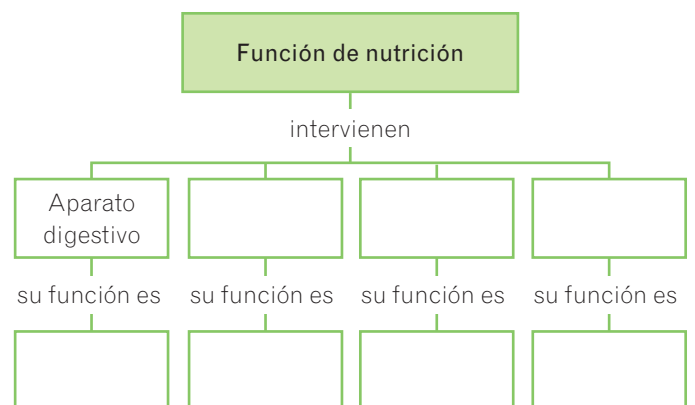 Función de nutrición
intervienen
Aparato
digestivo
su función es
su función es
su función es
su función es